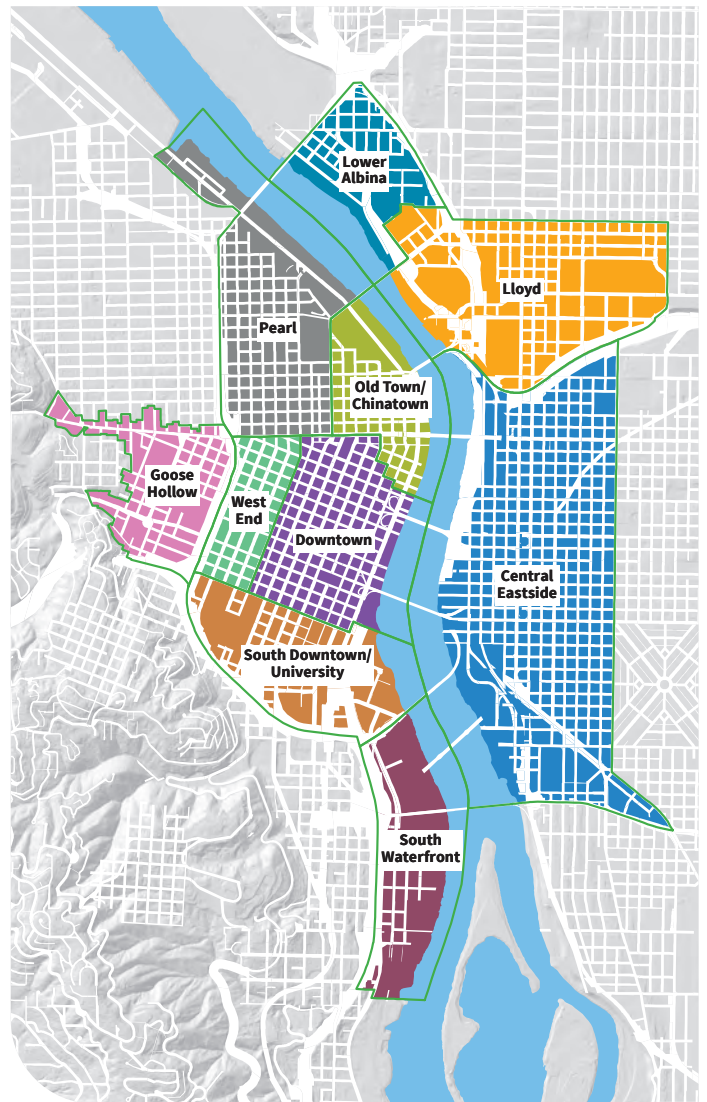 Lower
Albina
Lloyd
Pearl
Old Town/
Chinatown
Goose
Hollow
West
End
Downtown
Central
Eastside
South Downtown/
University
South
Waterfront